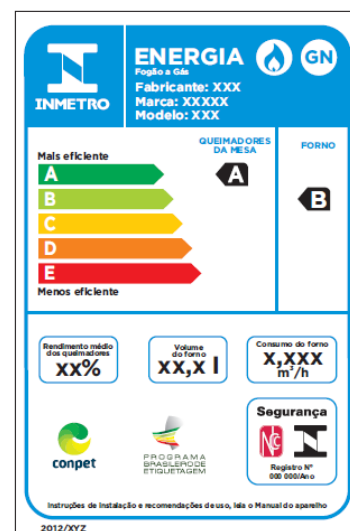 INMETRO
ENERGIA
Fogão a Gás
Fabricante: XXX
Marca: XXXXX
Modelo: XXX
GN
Mais eficiente
A
B
C
D
E
Menos eficiente
QUEIMADORES
DA MESA
A
FORNO
B
Rendimento médio
dos queimadores
xx%
Volume
do forno
xx,x l
Consumo do forno
x,xxx
m³/h
conpet
PROGRAMA
BRASILEIRO DE
ETIQUETAGEM
Segurança
Registro Nº
000 000/Ano
Instruções de instalação e recomendações de uso, leia o Manual do aparelho
2012/XYZ